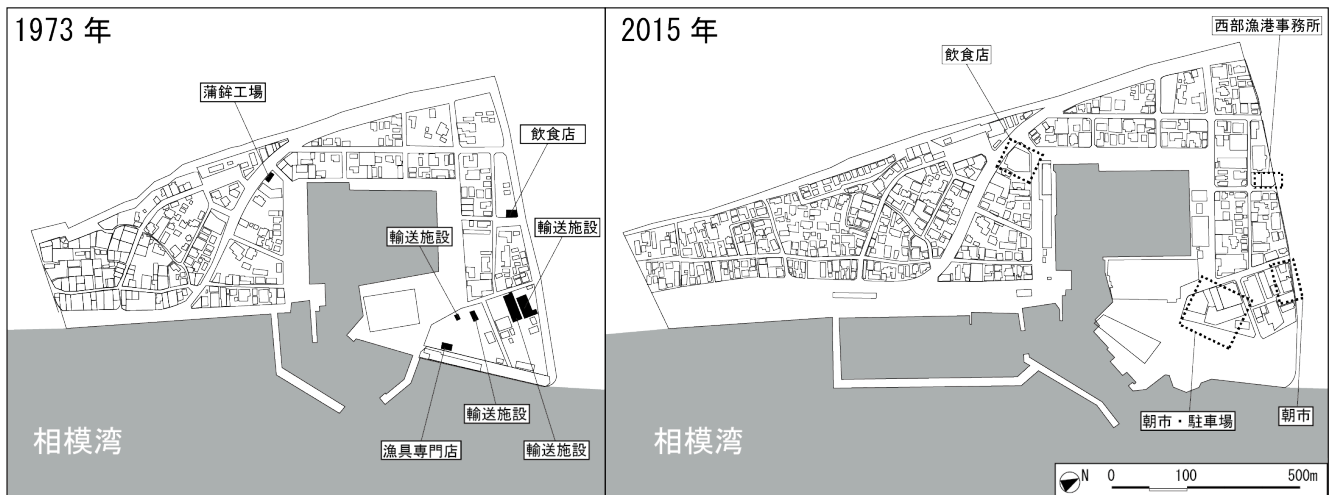 1973 年
蒲鉾工場
飲食店
輸送施設
輸送施設
輸送施設
漁具専門店
輸送施設
相模湾
2015 年
西部漁港事務所
飲食店
朝市・駐車場
朝市
相模湾
N 0 100 500m